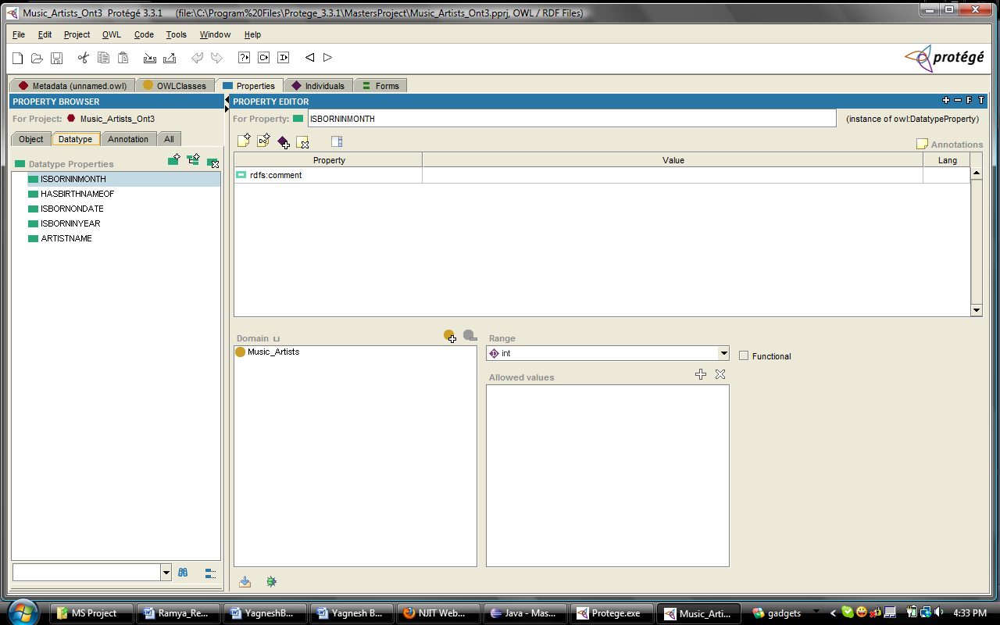 Music_Artists_Ont3 Protégé 3.3.1 (file:\C:\Program%20Files\Protege_3.3.1\MastersProject\Music_Artists_Ont3.pprj, OWL / RDF Files)
File Edit Project OWL Code Tools Window Help
protégé
Metadata (unnamed.owl) OWLClasses Properties Individuals Forms
PROPERTY BROWSER
For Project: Music_Artists_Ont3
Object Datatype Annotation All
Datatype Properties
ISBORNINMONTH
HASBIRTHNAMEOF
ISBORNONDATE
ISBORNINYEAR
ARTISTNAME
PROPERTY EDITOR
F T
For Property: ISBORNINMONTH (instance of owl:DatatypeProperty)
Annotations
Property Value Lang
rdfs:comment
Domain
Music_Artists
Range
int
Functional
Allowed values
MS Project Ramya_Re... YagneshB... Yagnesh B... NJIT Web... Java - Mas... Protege.exe Music_Arti... gadgets 4:33 PM